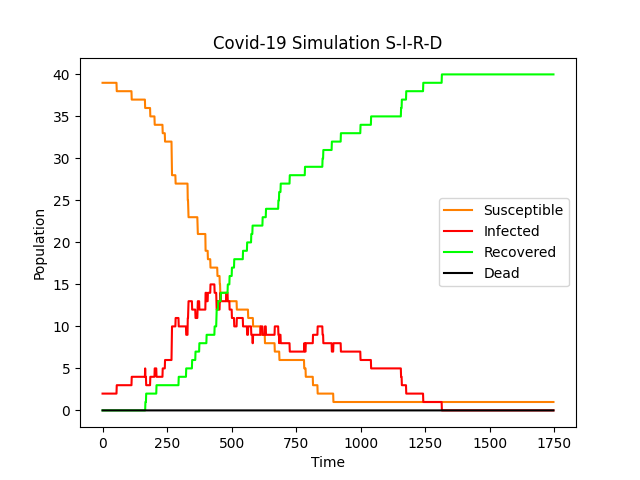 Covid-19 Simulation S-I-R-D
40
35
30
25
20
15
10
5
0
Population
Susceptible
Infected
Recovered
Dead
0 250 500 750 1000 1250 1500 1750
Time